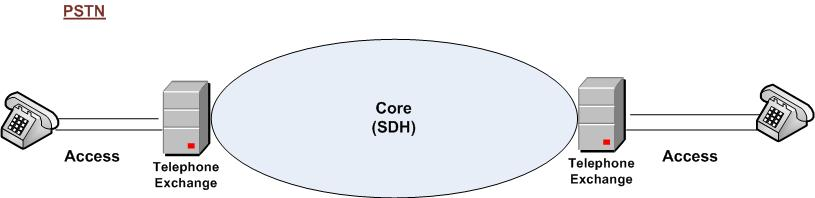 PSTN
Core
(SDH)
Access
Telephone
Exchange
Telephone
Exchange
Access